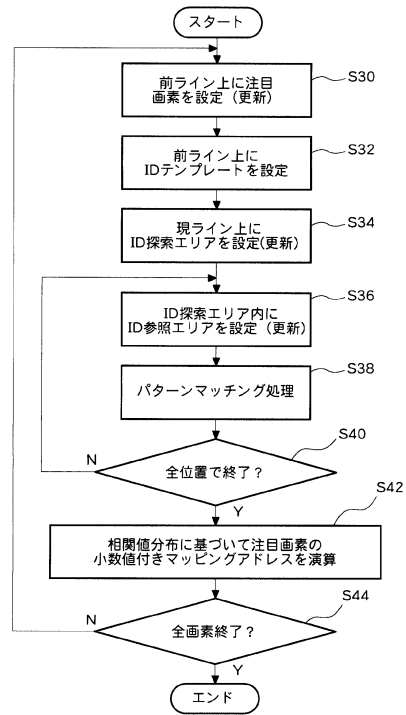 スタート
前ライン上に注目
画素を設定（更新）
S30
前ライン上に
IDテンプレートを設定
S32
現ライン上に
ID探索エリアを設定(更新)
S34
ID探索エリア内に
ID参照エリアを設定（更新）
S36
パターンマッチング処理
S38
全位置で終了？
S40
N
Y
相関値分布に基づいて注目画素の
小数値付きマッピングアドレスを演算
S42
全画素終了？
S44
N
Y
エンド